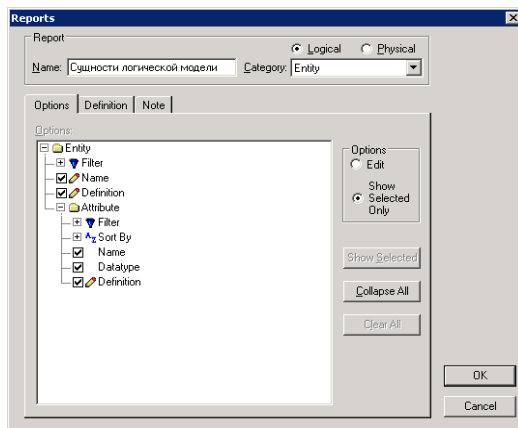 Reports
Report
Logical Physical
Name: Сущности логической модели Category: Entity
Options Definition Note
Options:
Entity
Filter
Name
Definition
Attribute
Filter
Sort By
Name
Datatype
Definition
Options
Edit
Show
Selected
Only
Show Selected
Collapse All
Clear All
OK
Cancel